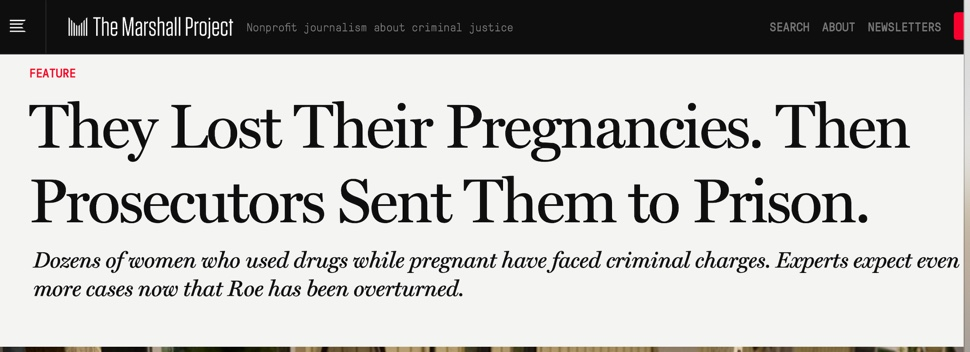 The Marshall Project Nonprofit journalism about criminal justice SEARCH ABOUT NEWSLETTERS
FEATURE
They Lost Their Pregnancies. Then
Prosecutors Sent Them to Prison.
Dozens of women who used drugs while pregnant have faced criminal charges. Experts expect even
more cases now that Roe has been overturned.